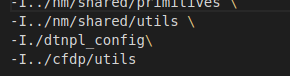 -I../nm/shared/primitives \
-I../nm/shared/utils \
-I./dtnpl_config\
-I../cfdp/utils